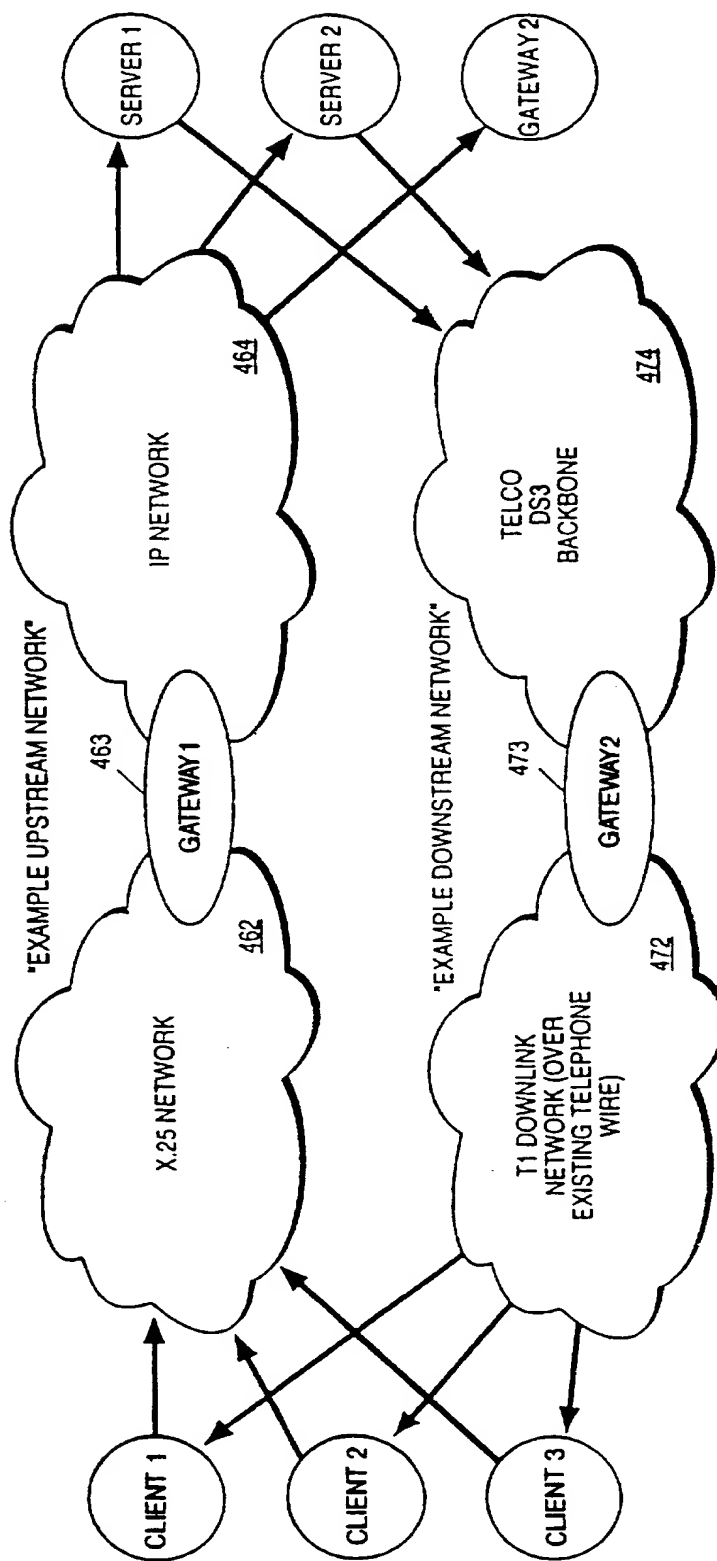 "EXAMPLE UPSTREAM NETWORK"
CLIENT 1
CLIENT 2
CLIENT 3
X.25 NETWORK
462
463
GATEWAY 1
IP NETWORK
464
SERVER 1
SERVER 2
GATEWAY 2
"EXAMPLE DOWNSTREAM NETWORK"
T1 DOWNLINK
NETWORK (OVER
EXISTING TELEPHONE
WIRE)
472
473
GATEWAY2
TELCO
DS3
BACKBONE
474